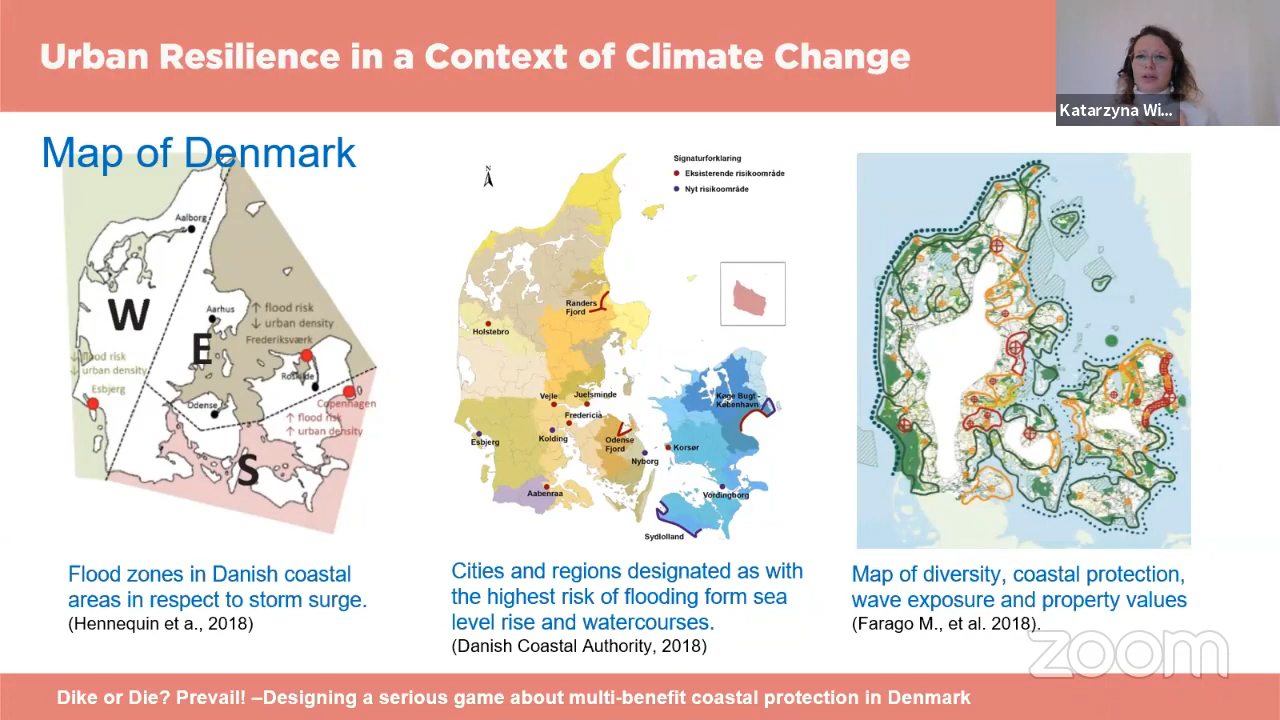 Urban Resilience in a Context of Climate Change
Katarzyna Wi...
Map of Denmark
Aalborg
W
Aarhus
↑ flood risk
↓ urban density
E
Frederiksværk
↓ flood risk
↓ urban density
Roskilde
Esbjerg
Odense
Copenhagen
↑ flood risk
↑ urban density
S
Flood zones in Danish coastal
areas in respect to storm surge.
(Hennequin et a., 2018)
N
Signaturforklaring
Eksisterende risikoområde
Nyt risikoområde
Randers
Fjord
Holstebro
Vejle
Juelsminde
Køge Bugt -
København
Fredericia
Esbjerg
Kolding
Odense
Fjord
Korsør
Nyborg
Aabenraa
Vordingborg
Sydlolland
Cities and regions designated as with
the highest risk of flooding form sea
level rise and watercourses.
(Danish Coastal Authority, 2018)
Map of diversity, coastal protection,
wave exposure and property values
(Farago M., et al. 2018).
zoom
Dike or Die? Prevail! –Designing a serious game about multi-benefit coastal protection in Denmark